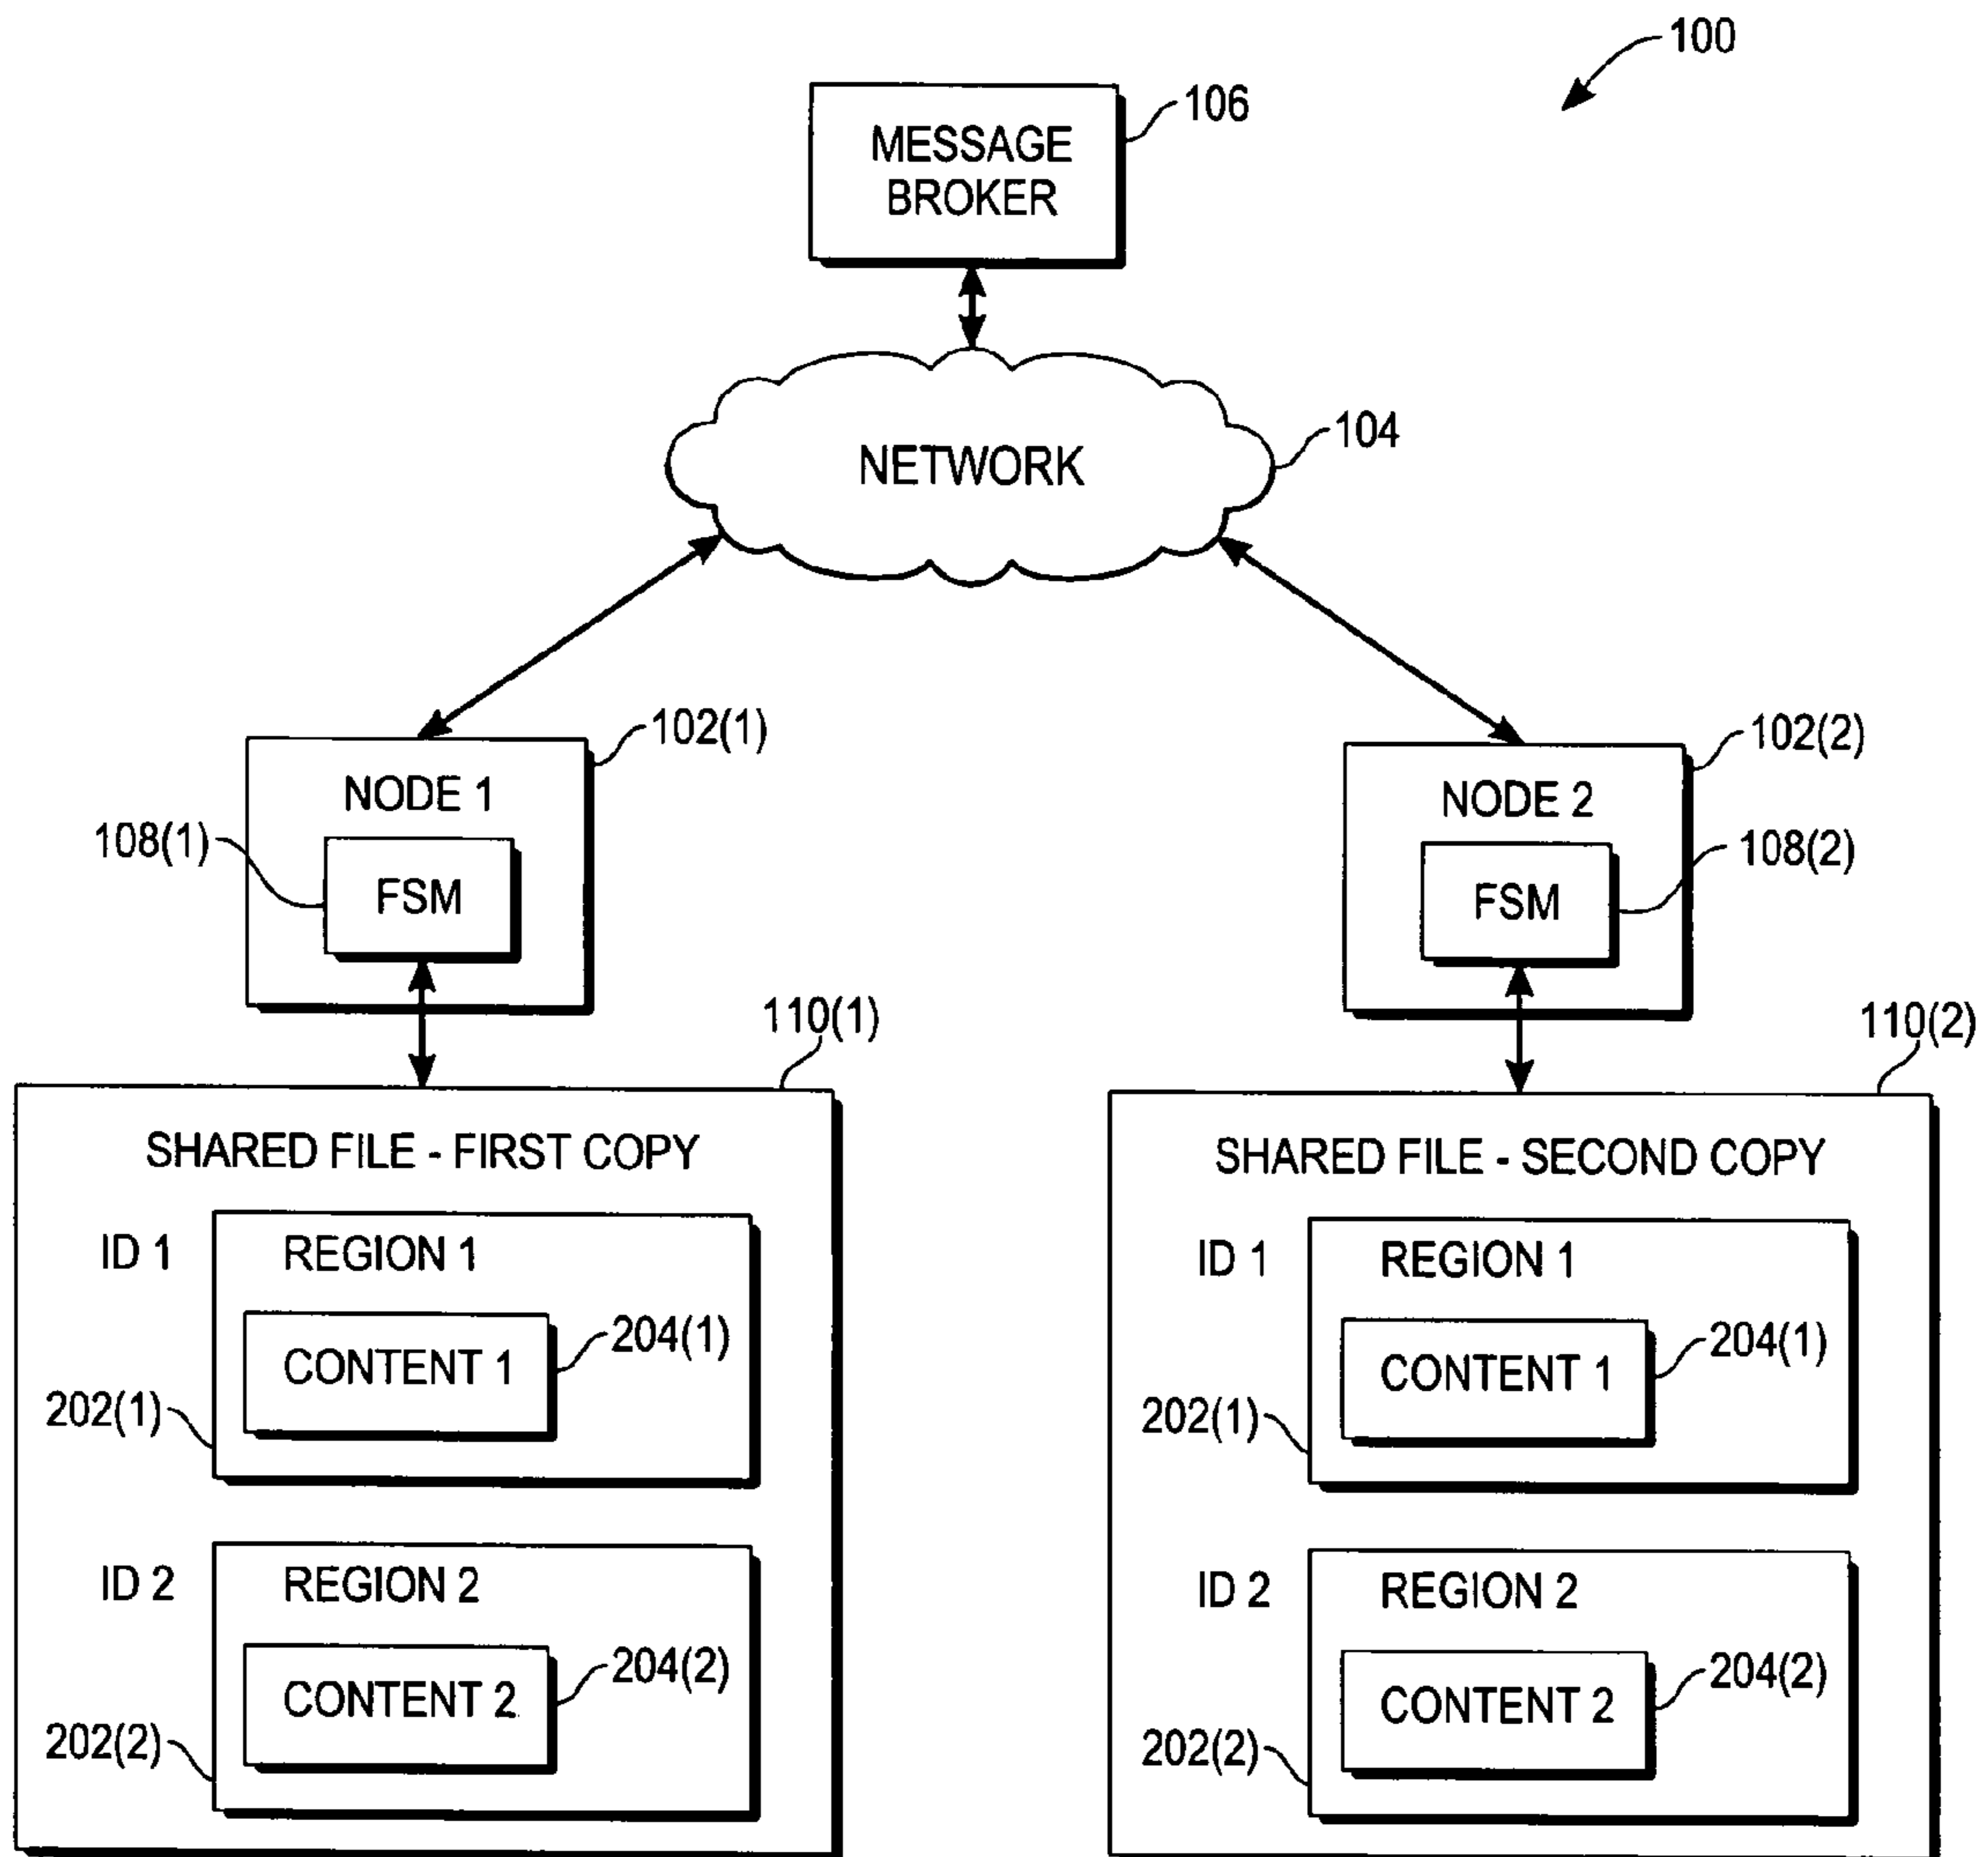 100
106
MESSAGE
BROKER
104
NETWORK
102(1)
NODE 1
108(1)
FSM
102(2)
NODE 2
108(2)
FSM
110(1)
SHARED FILE - FIRST COPY
ID 1
REGION 1
CONTENT 1
204(1)
202(1)
ID 2
REGION 2
CONTENT 2
204(2)
202(2)
110(2)
SHARED FILE - SECOND COPY
ID 1
REGION 1
CONTENT 1
204(1)
202(1)
ID 2
REGION 2
CONTENT 2
204(2)
202(2)